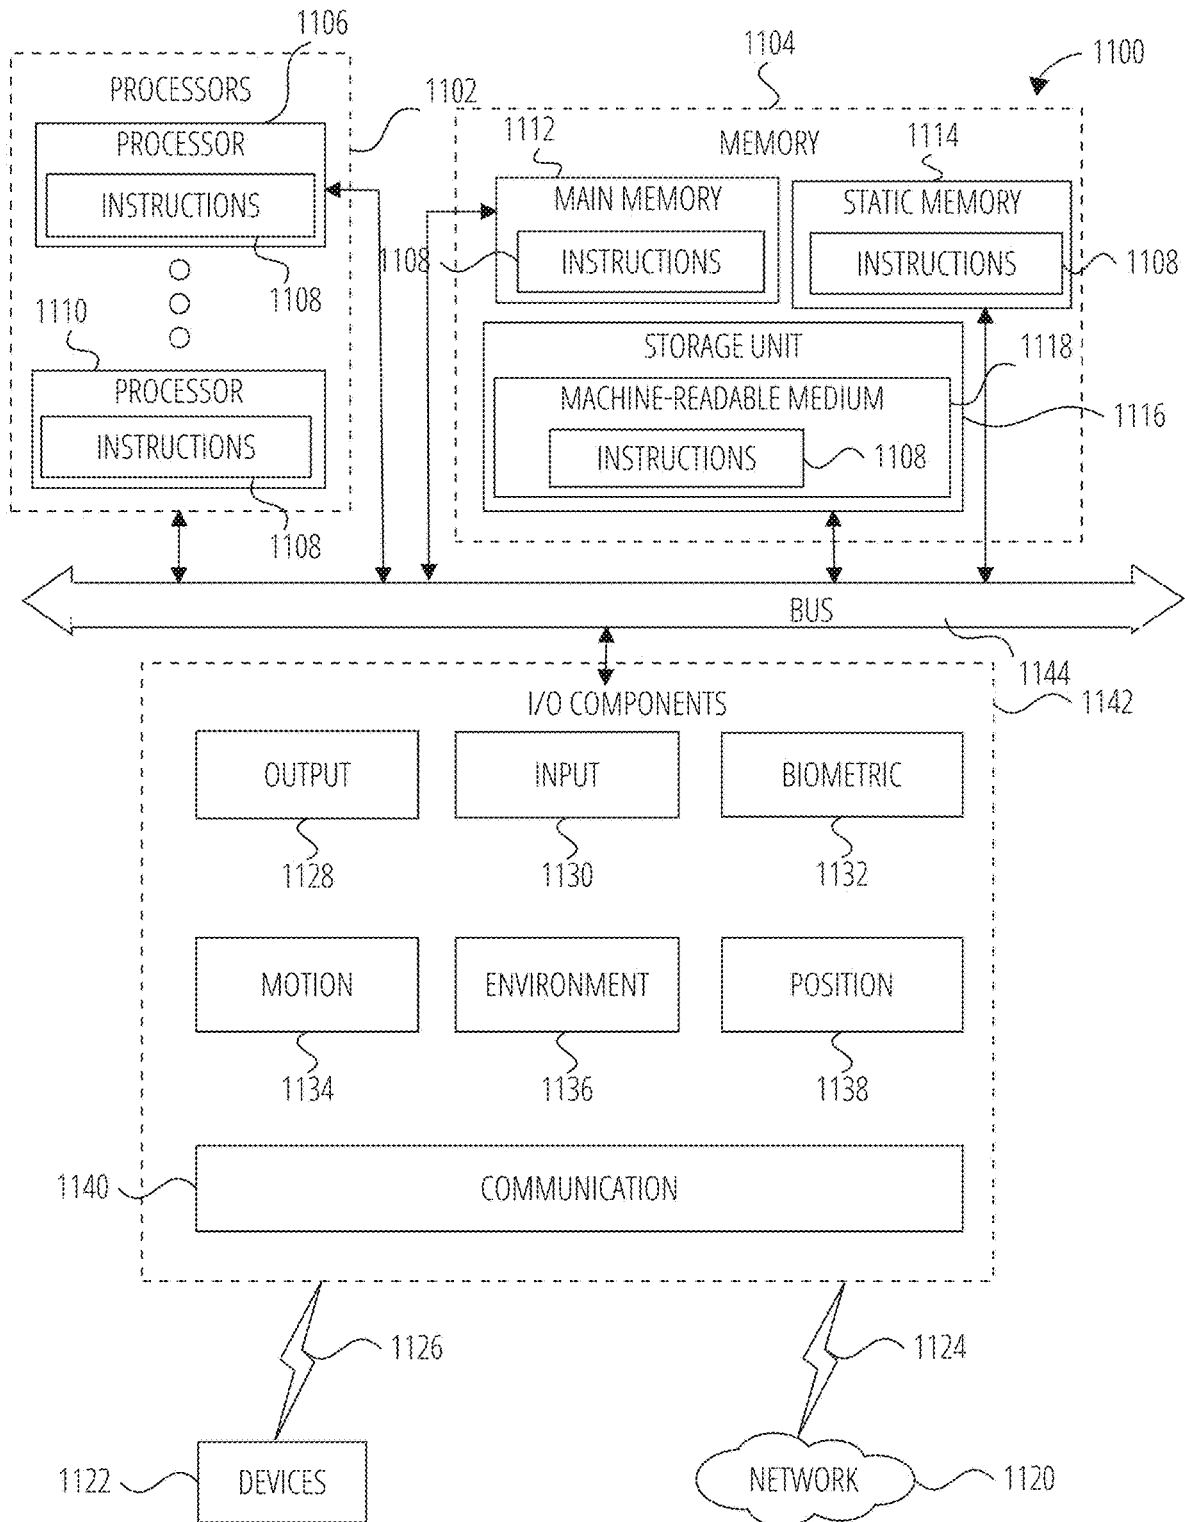 1106
1104
1100
PROCESSORS
1102
1112
1114
MEMORY
PROCESSOR
INSTRUCTIONS
MAIN MEMORY
STATIC MEMORY
1108
INSTRUCTIONS
INSTRUCTIONS
1108
1108
1110
STORAGE UNIT
1118
PROCESSOR
MACHINE-READABLE MEDIUM
1116
INSTRUCTIONS
INSTRUCTIONS
1108
1108
BUS
1144
I/O COMPONENTS
1142
OUTPUT
INPUT
BIOMETRIC
1128
1130
1132
MOTION
ENVIRONMENT
POSITION
1134
1136
1138
1140
COMMUNICATION
1126
1124
1122
DEVICES
NETWORK
1120